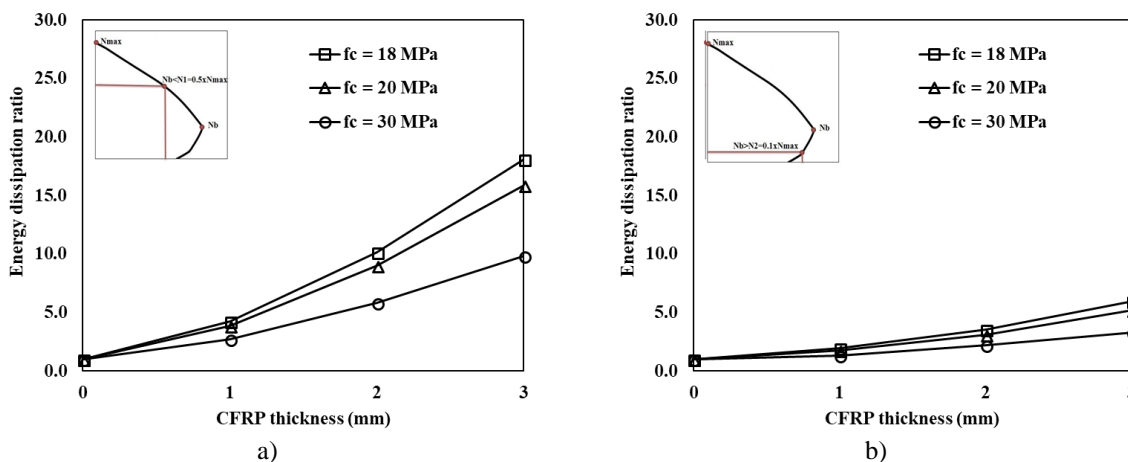 30.0
25.0
20.0
15.0
10.0
5.0
0.0
Energy dissipation ratio
Nmax
Nb<N1=0.5xNmax
Nb
fc = 18 MPa
fc = 20 MPa
fc = 30 MPa
0 1 2 3
CFRP thickness (mm)
a)
30.0
25.0
20.0
15.0
10.0
5.0
0.0
Energy dissipation ratio
Nmax
Nb
Nb>N2=0.1xNmax
fc = 18 MPa
fc = 20 MPa
fc = 30 MPa
0 1 2
CFRP thickness (mm)
b)